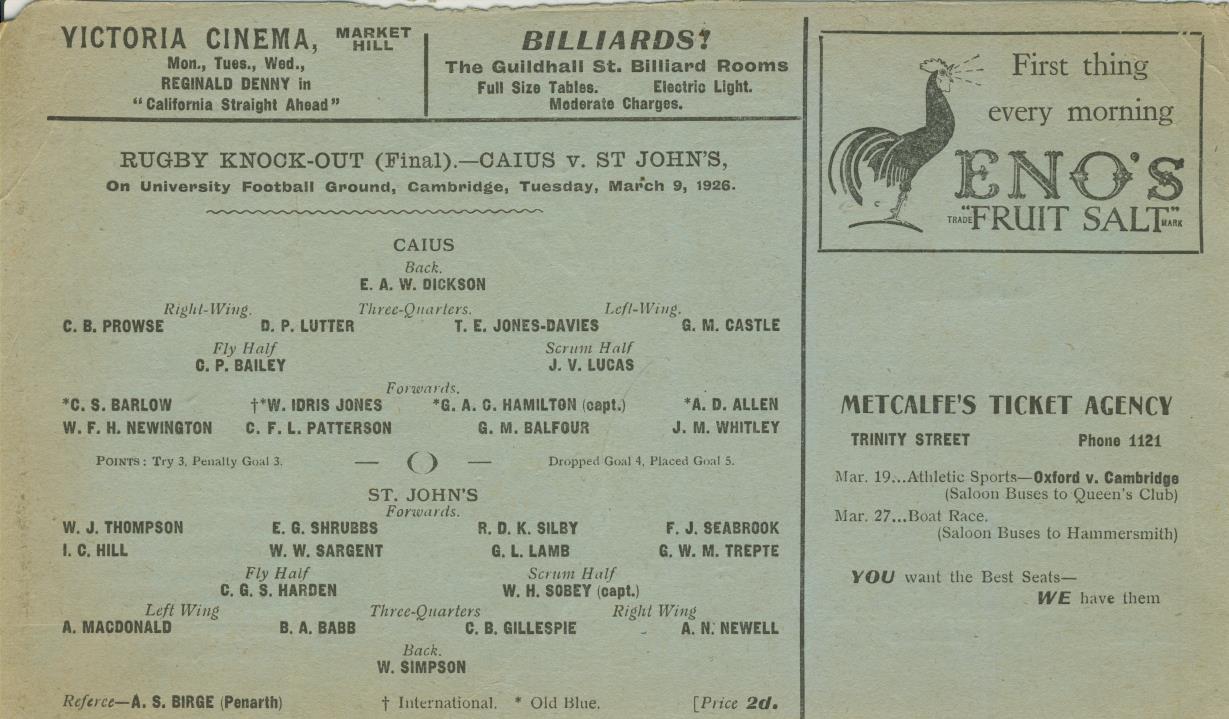 VICTORIA CINEMA, MARKET HILL
Mon., Tues., Wed.,
REGINALD DENNY in
"California Straight Ahead"
BILLIARDS!
The Guildhall St. Billiard Rooms
Full Size Tables. Electric Light.
Moderate Charges.
RUGBY KNOCK-OUT (Final).—CAIUS v. ST JOHN'S,
On University Football Ground, Cambridge, Tuesday, March 9, 1926.
CAIUS
Back.
E. A. W. DICKSON
Right-Wing. Three-Quarters. Left-Wing.
C. B. PROWSE D. P. LUTTER T. E. JONES-DAVIES G. M. CASTLE
Fly Half Scrum Half
C. P. BAILEY J. V. LUCAS
Forwards.
*C. S. BARLOW †*W. IDRIS JONES *G. A. C. HAMILTON (capt.) *A. D. ALLEN
W. F. H. NEWINGTON C. F. L. PATTERSON G. M. BALFOUR J. M. WHITLEY
POINTS: Try 3, Penalty Goal 3. Dropped Goal 4, Placed Goal 5.
ST. JOHN'S
Forwards.
W. J. THOMPSON E. G. SHRUBBS R. D. K. SILBY F. J. SEABROOK
I. C. HILL W. W. SARGENT G. L. LAMB G. W. M. TREPTE
Fly Half Scrum Half
C. G. S. HARDEN W. H. SOBEY (capt.)
Left Wing Three-Quarters Right Wing
A. MACDONALD B. A. BABB C. B. GILLESPIE A. N. NEWELL
Back.
W. SIMPSON
Referee—A. S. BIRGE (Penarth) † International. * Old Blue. [Price 2d.
First thing
every morning
ENO'S
TRADE "FRUIT SALT" MARK
METCALFE'S TICKET AGENCY
TRINITY STREET Phone 1121
Mar. 19...Athletic Sports—Oxford v. Cambridge
(Saloon Buses to Queen's Club)
Mar. 27...Boat Race.
(Saloon Buses to Hammersmith)
YOU want the Best Seats—
WE have them